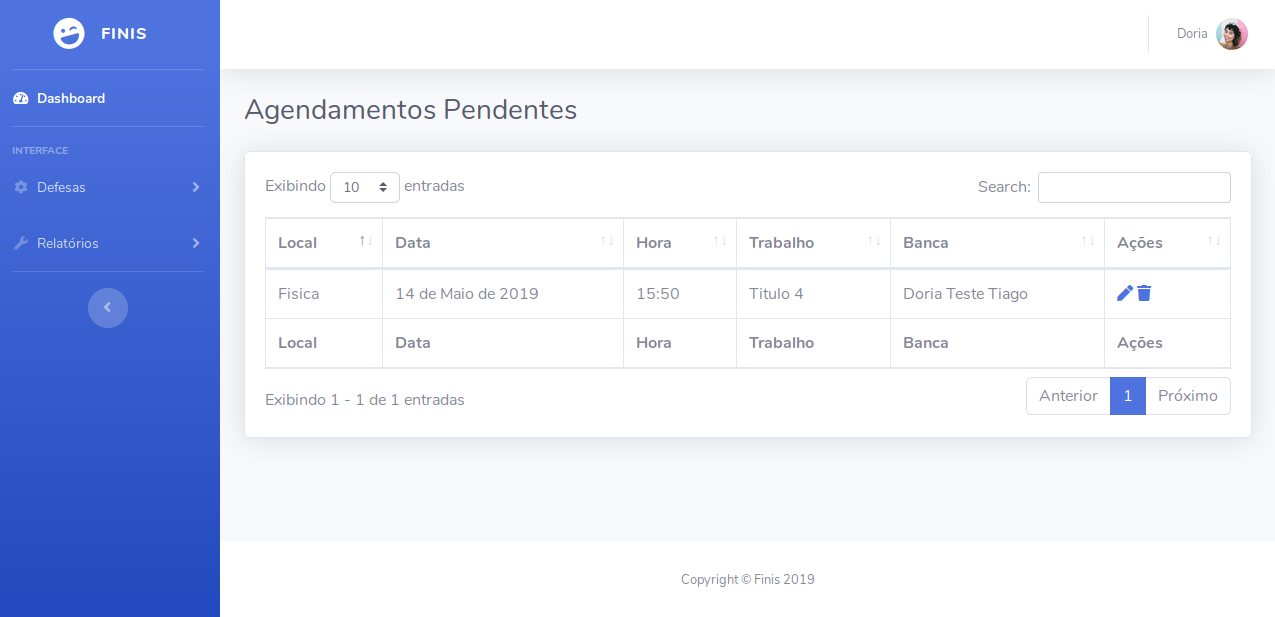 FINIS
Dashboard
INTERFACE
Defesas
Relatórios
Doria
Agendamentos Pendentes
Exibindo 10 entradas
Search:
Local Data Hora Trabalho Banca Ações
Fisica 14 de Maio de 2019 15:50 Titulo 4 Doria Teste Tiago
Local Data Hora Trabalho Banca Ações
Exibindo 1 - 1 de 1 entradas
Anterior 1 Próximo
Copyright © Finis 2019